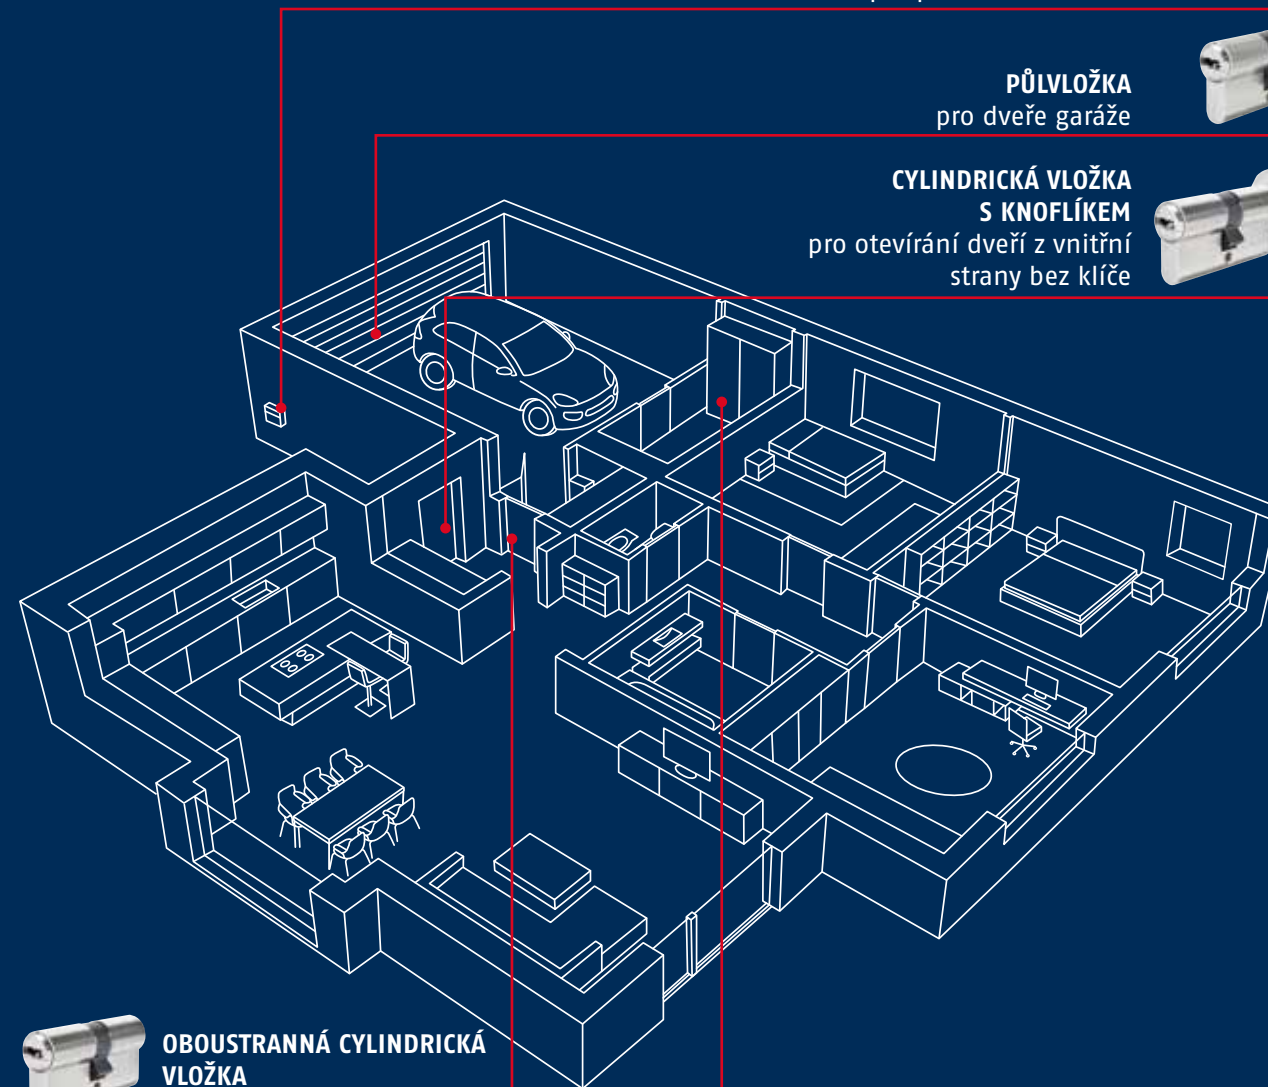 PŮLVLOŽKA
pro dveře garáže
CYLINDRICKÁ VLOŽKA
S KNOFLÍKEM
pro otevírání dveří z vnitřní
strany bez klíče
OBOUSTRANNÁ CYLINDRICKÁ
VLOŽKA